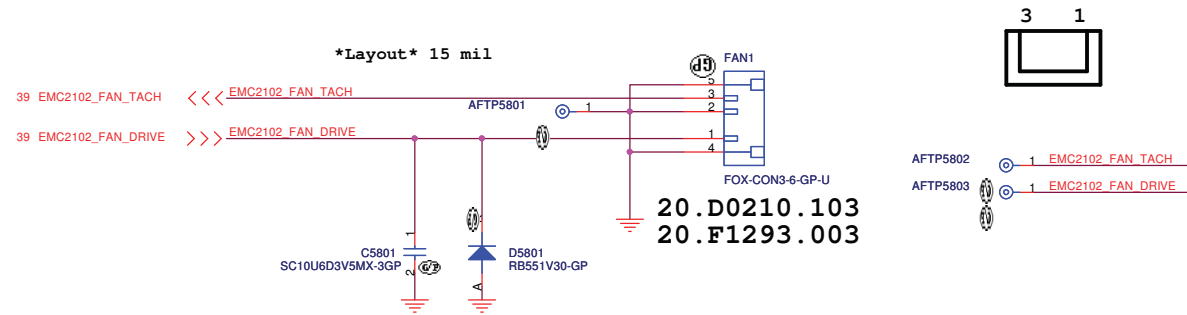 3 1
*Layout* 15 mil
FAN1
GP
5
39 EMC2102_FAN_TACH
EMC2102_FAN_TACH
3
AFTP5801
1
2
39 EMC2102_FAN_DRIVE
EMC2102_FAN_DRIVE
1
4
FOX-CON3-6-GP-U
20.D0210.103
20.F1293.003
AFTP5802
1
EMC2102_FAN_TACH
AFTP5803
1
EMC2102_FAN_DRIVE
1
C5801
SC10U6D3V5MX-3GP
2
D5801
RB551V30-GP
A